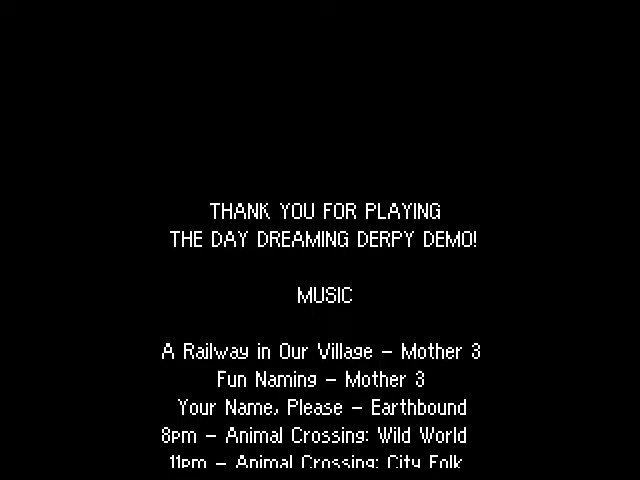 THANK YOU FOR PLAYING
THE DAY DREAMING DERPY DEMO!
MUSIC
A Railway in Our Village – Mother 3
Fun Naming – Mother 3
Your Name, Please – Earthbound
8pm – Animal Crossing: Wild World
11pm – Animal Crossing: City Folk